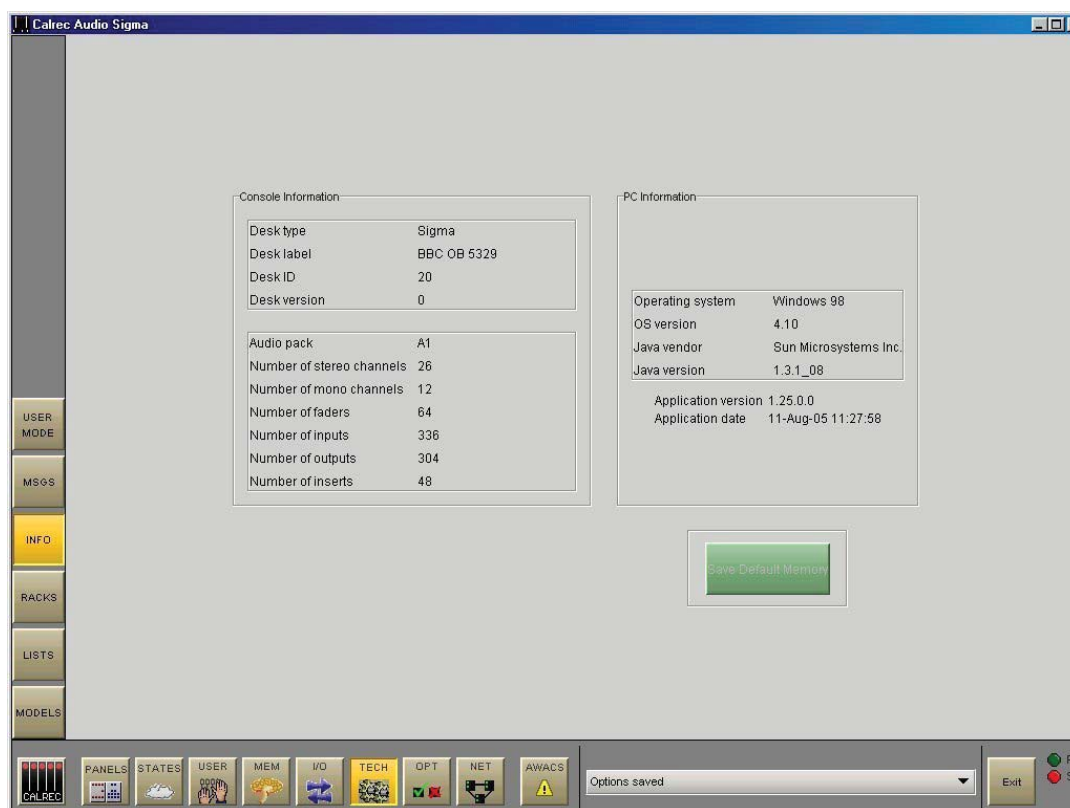 Calrec Audio Sigma
Console Information
Desk type Sigma
Desk label BBC OB 5329
Desk ID 20
Desk version 0
Audio pack A1
Number of stereo channels 26
Number of mono channels 12
Number of faders 64
Number of inputs 336
Number of outputs 304
Number of inserts 48
PC Information
Operating system Windows 98
OS version 4.10
Java vendor Sun Microsystems Inc.
Java version 1.3.1_08
Application version 1.25.0.0
Application date 11-Aug-05 11:27:58
Save Default Memory
USER
MODE
MSGS
INFO
RACKS
LISTS
MODELS
CALREC
PANELS
STATES
USER
MEM
I/O
TECH
OPT
NET
AWACS
Options saved
Exit